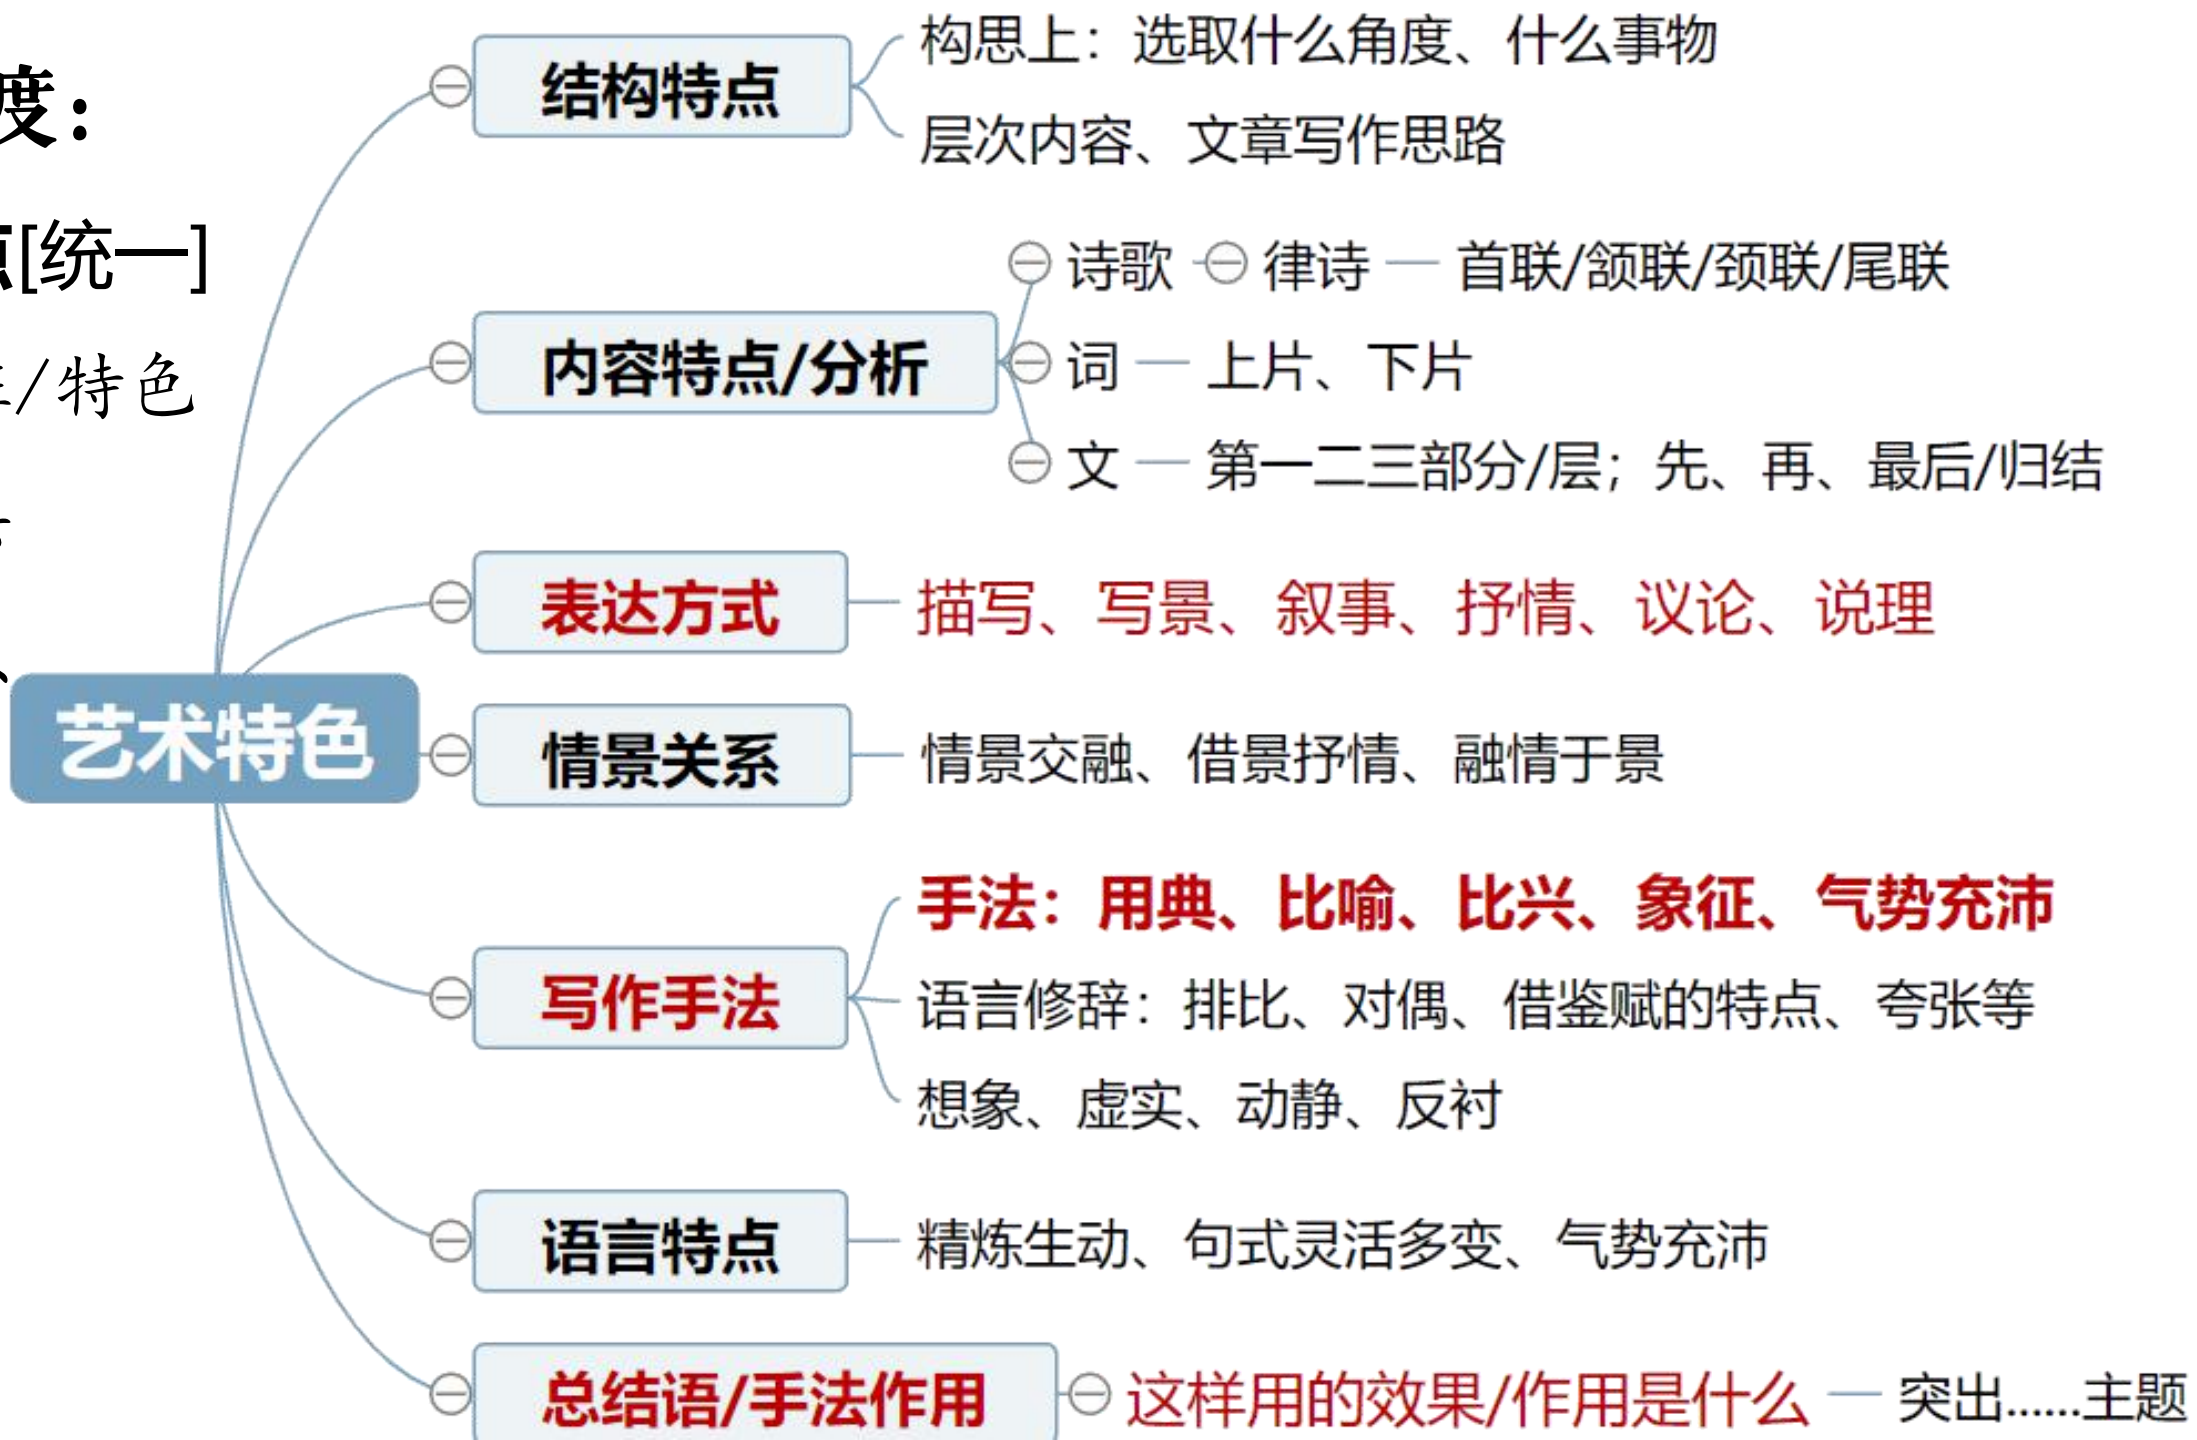 度：
[统一]
/特色
艺术特色
结构特点
构思上：选取什么角度、什么事物
层次内容、文章写作思路
内容特点/分析
诗歌 律诗 首联/颔联/颈联/尾联
词 上片、下片
文 第一二三部分/层；先、再、最后/归结
表达方式
描写、写景、叙事、抒情、议论、说理
情景关系
情景交融、借景抒情、融情于景
写作手法
手法：用典、比喻、比兴、象征、气势充沛
语言修辞：排比、对偶、借鉴赋的特点、夸张等
想象、虚实、动静、反衬
语言特点
精炼生动、句式灵活多变、气势充沛
总结语/手法作用
这样用的效果/作用是什么 突出......主题